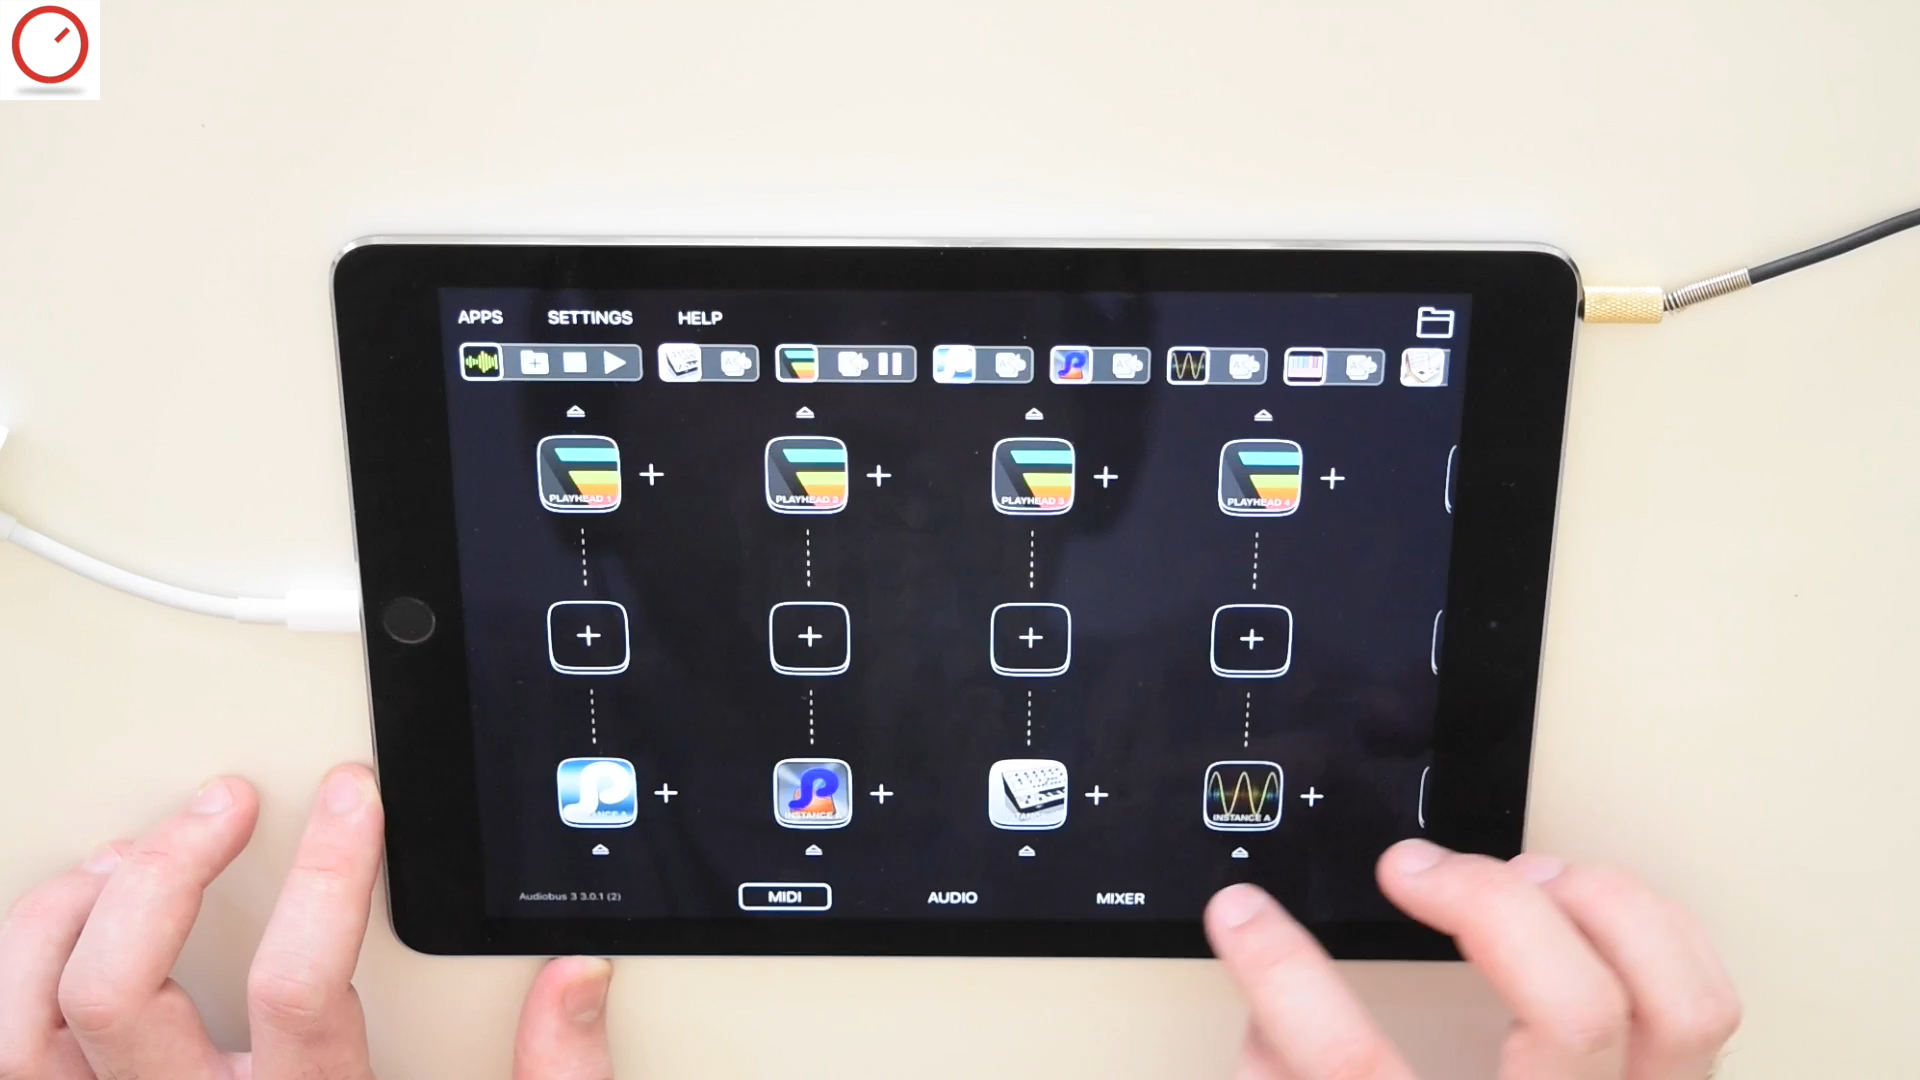 APPS SETTINGS HELP
PLAYHEAD 1 PLAYHEAD 2 PLAYHEAD 3 PLAYHEAD 4
INSTANCE A
Audiobus 3 3.0.1 (2) MIDI AUDIO MIXER